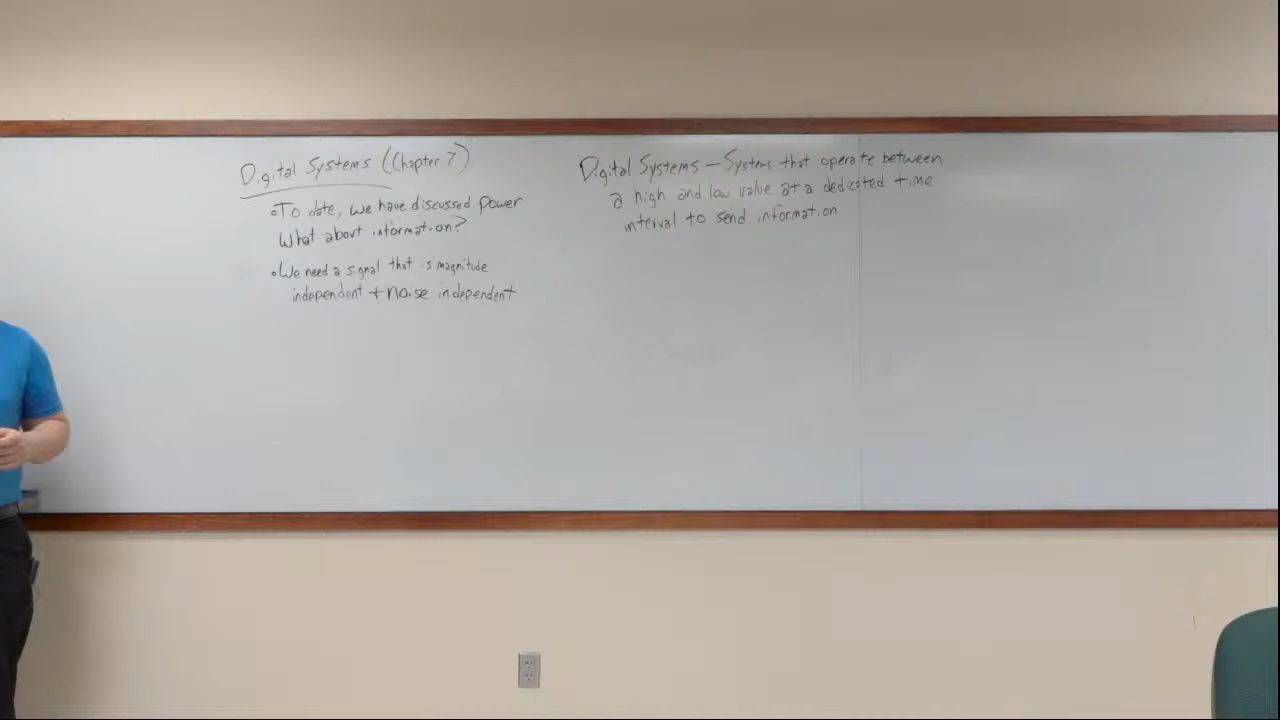 Digital Systems (Chapter 7)
• To date, we have discussed power
What about information?
• We need a signal that is magnitude
independent + noise independent
Digital Systems – Systems that operate between
a high and low value at a dedicated time
interval to send information